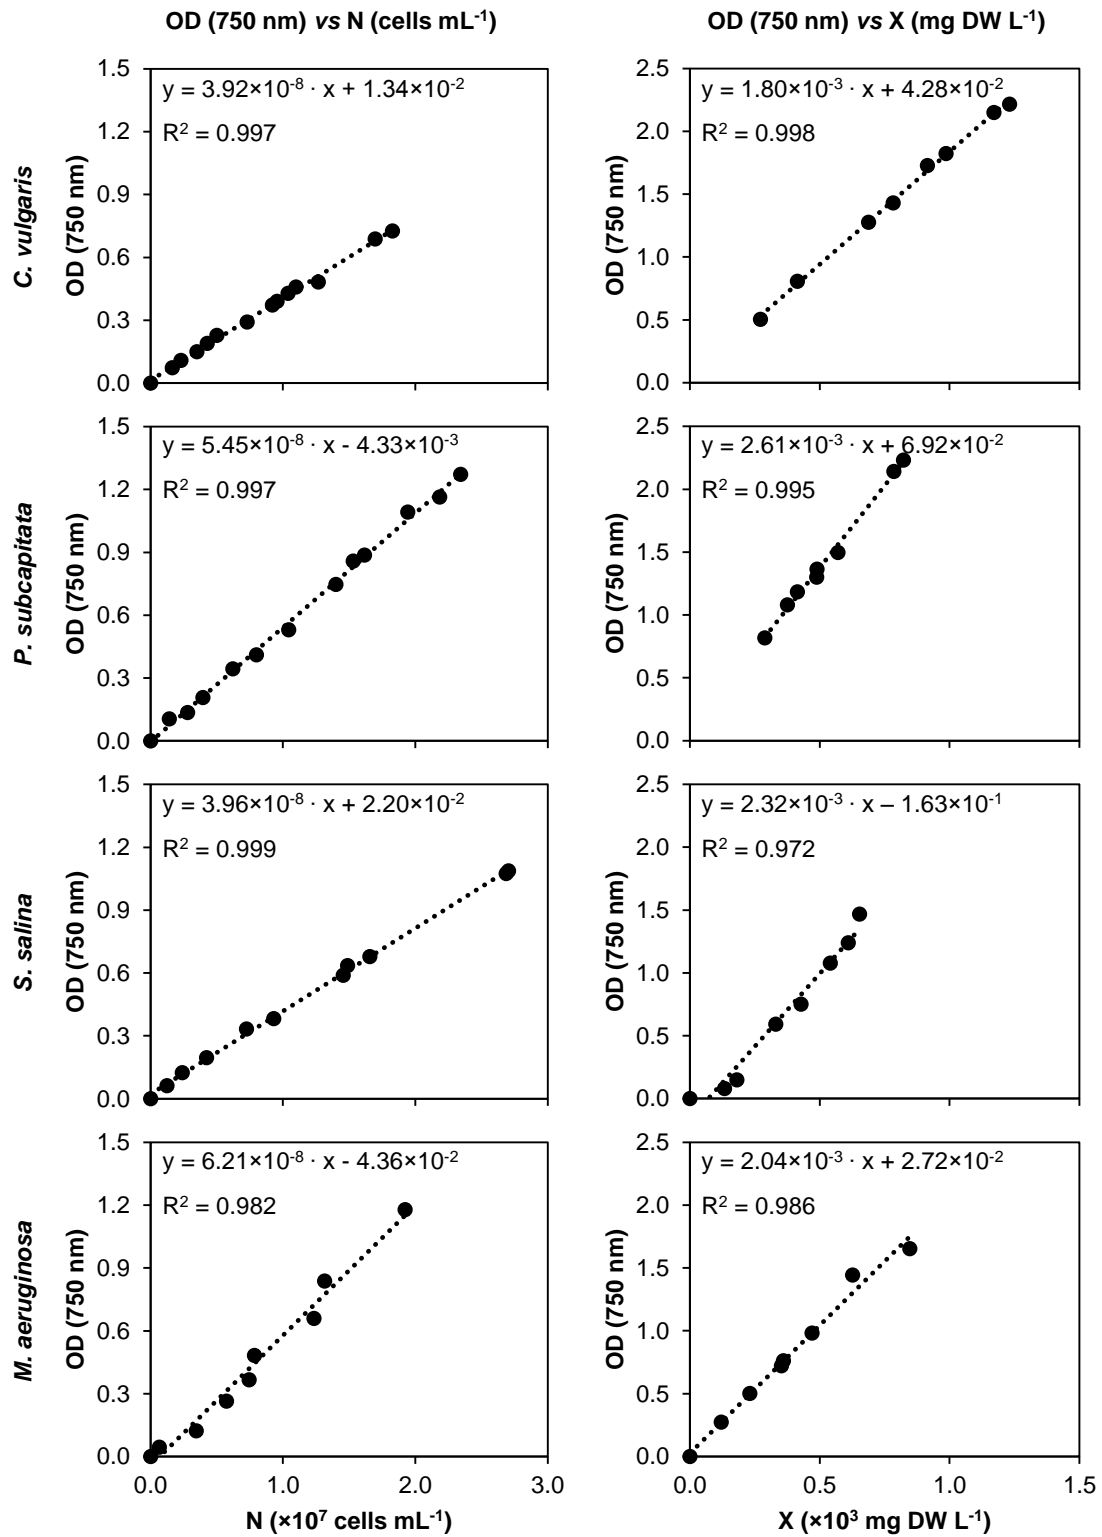 OD (750 nm) vs N (cells mL⁻¹)
OD (750 nm) vs X (mg DW L⁻¹)
C. vulgaris
OD (750 nm)
1.5
1.2
0.9
0.6
0.3
0.0
y = 3.92×10⁻⁸ · x + 1.34×10⁻²
R² = 0.997
OD (750 nm)
2.5
2.0
1.5
1.0
0.5
0.0
y = 1.80×10⁻³ · x + 4.28×10⁻²
R² = 0.998
P. subcapitata
OD (750 nm)
1.5
1.2
0.9
0.6
0.3
0.0
y = 5.45×10⁻⁸ · x - 4.33×10⁻³
R² = 0.997
OD (750 nm)
2.5
2.0
1.5
1.0
0.5
0.0
y = 2.61×10⁻³ · x + 6.92×10⁻²
R² = 0.995
S. salina
OD (750 nm)
1.5
1.2
0.9
0.6
0.3
0.0
y = 3.96×10⁻⁸ · x + 2.20×10⁻²
R² = 0.999
OD (750 nm)
2.5
2.0
1.5
1.0
0.5
0.0
y = 2.32×10⁻³ · x – 1.63×10⁻¹
R² = 0.972
M. aeruginosa
OD (750 nm)
1.5
1.2
0.9
0.6
0.3
0.0
y = 6.21×10⁻⁸ · x - 4.36×10⁻²
R² = 0.982
0.0 1.0 2.0 3.0
N (×10⁷ cells mL⁻¹)
OD (750 nm)
2.5
2.0
1.5
1.0
0.5
0.0
y = 2.04×10⁻³ · x + 2.72×10⁻²
R² = 0.986
0.0 0.5 1.0 1.5
X (×10³ mg DW L⁻¹)